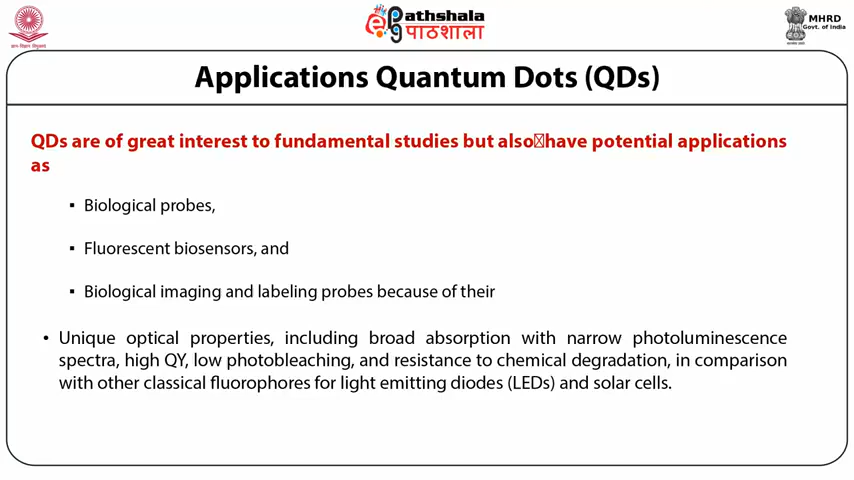 Pathshala
पाठशाला
MHRD
Govt. of India
Applications Quantum Dots (QDs)
QDs are of great interest to fundamental studies but also have potential applications
as
▪ Biological probes,
▪ Fluorescent biosensors, and
▪ Biological imaging and labeling probes because of their
• Unique optical properties, including broad absorption with narrow photoluminescence
spectra, high QY, low photobleaching, and resistance to chemical degradation, in comparison
with other classical fluorophores for light emitting diodes (LEDs) and solar cells.